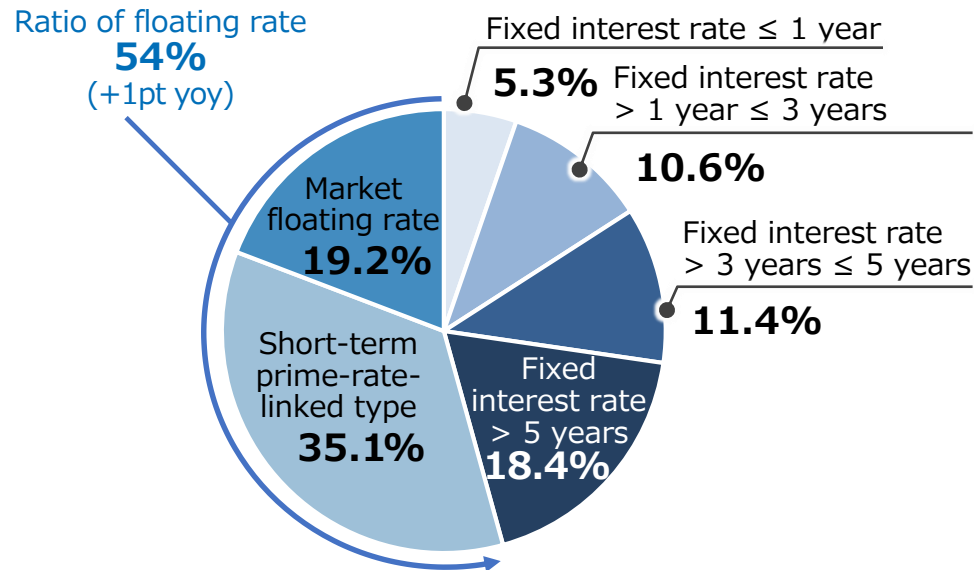 Ratio of floating rate
54%
(+1pt yoy)
Fixed interest rate ≤ 1 year
5.3%
Fixed interest rate
> 1 year ≤ 3 years
10.6%
Fixed interest rate
> 3 years ≤ 5 years
11.4%
Fixed
interest rate
> 5 years
18.4%
Short-term
prime-rate-
linked type
35.1%
Market
floating rate
19.2%